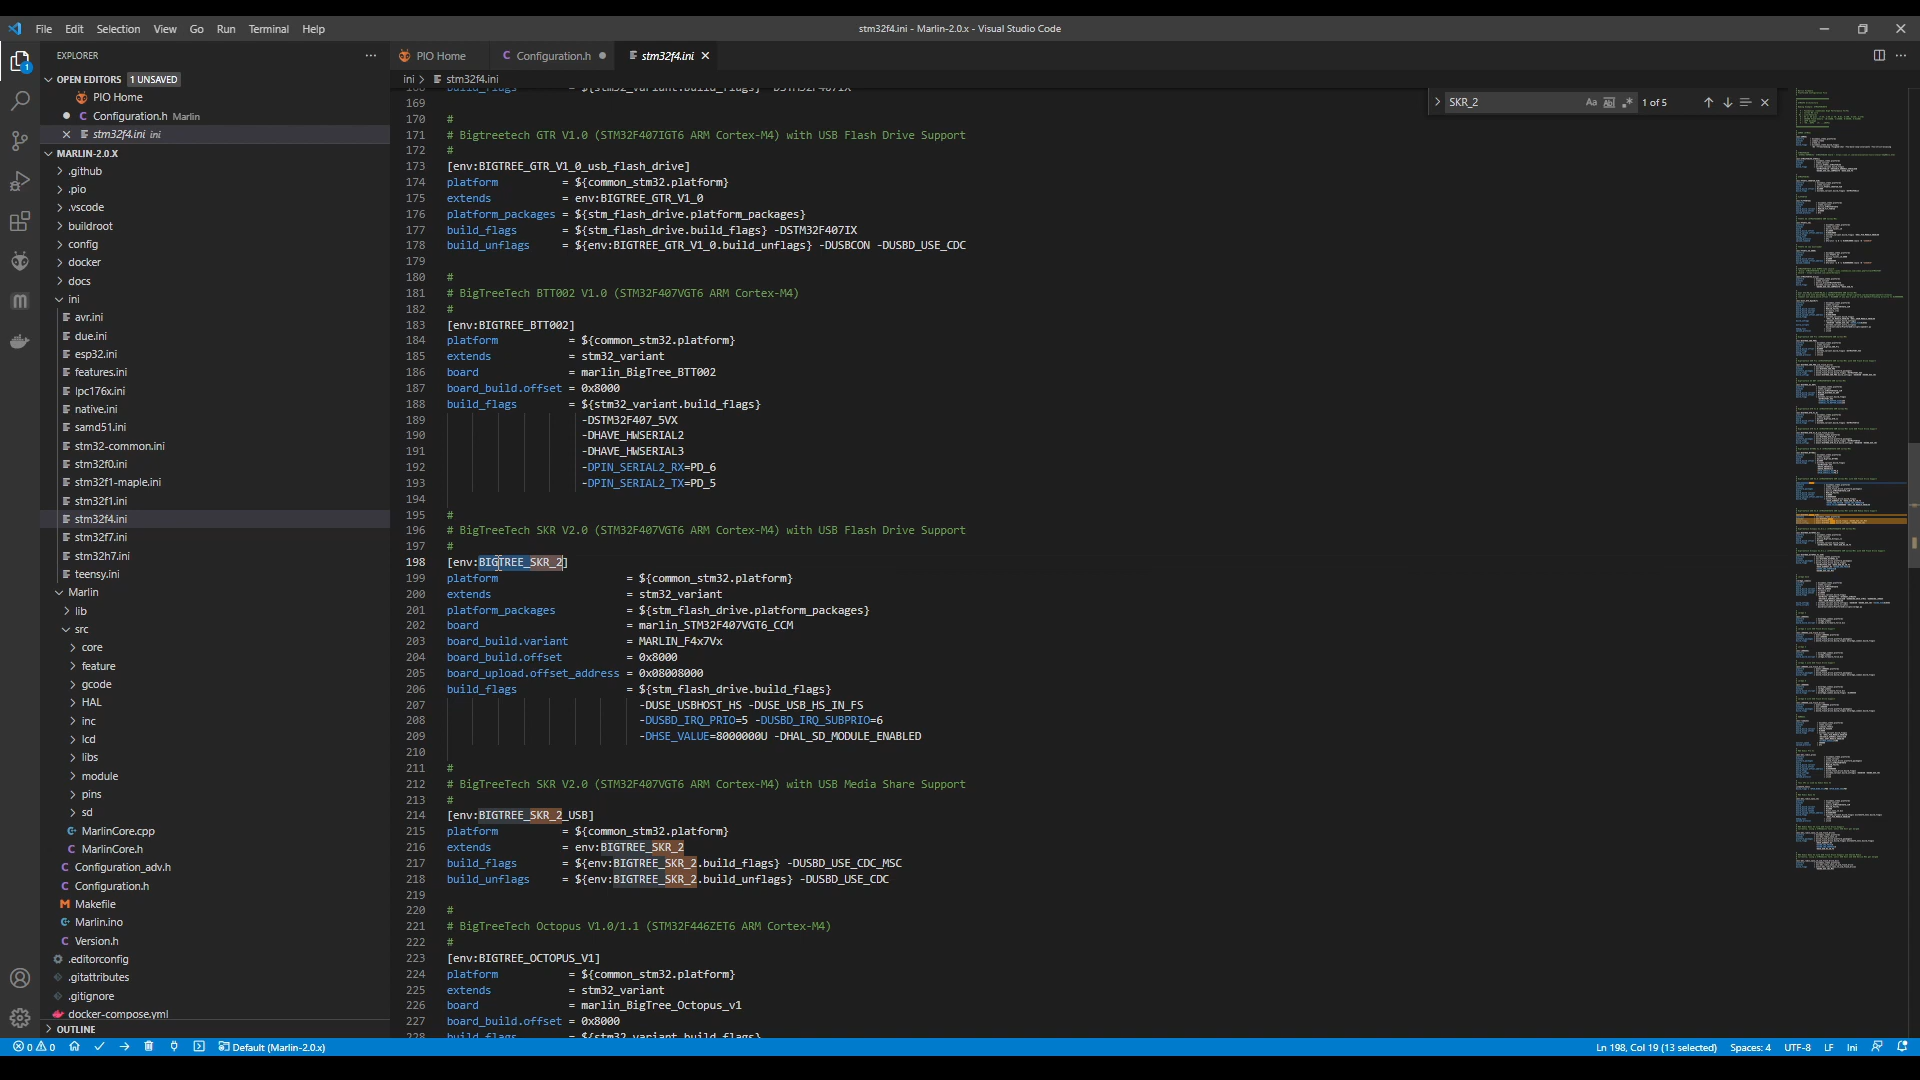 File Edit Selection View Go Run Terminal Help
stm32f4.ini - Marlin-2.0.x - Visual Studio Code
EXPLORER
OPEN EDITORS 1 UNSAVED
PIO Home
Configuration.h Marlin
stm32f4.ini ini
MARLIN-2.0.X
.github
.pio
.vscode
buildroot
config
docker
docs
ini
avr.ini
due.ini
esp32.ini
features.ini
lpc176x.ini
native.ini
samd51.ini
stm32-common.ini
stm32f0.ini
stm32f1-maple.ini
stm32f1.ini
stm32f4.ini
stm32f7.ini
stm32h7.ini
teensy.ini
Marlin
lib
src
core
feature
gcode
HAL
inc
lcd
libs
module
pins
sd
MarlinCore.cpp
MarlinCore.h
Configuration_adv.h
Configuration.h
Makefile
Marlin.ino
Version.h
.editorconfig
.gitattributes
.gitignore
docker-compose.yml
OUTLINE
PIO Home Configuration.h stm32f4.ini
ini > stm32f4.ini
SKR_2 Aa Abl .* 1 of 5
168 build_flags = ${stm32_variant.build_flags} -DSTM32F407IX
169
170 #
171 # Bigtreetech GTR V1.0 (STM32F407IGT6 ARM Cortex-M4) with USB Flash Drive Support
172 #
173 [env:BIGTREE_GTR_V1_0_usb_flash_drive]
174 platform = ${common_stm32.platform}
175 extends = env:BIGTREE_GTR_V1_0
176 platform_packages = ${stm_flash_drive.platform_packages}
177 build_flags = ${stm_flash_drive.build_flags} -DSTM32F407IX
178 build_unflags = ${env:BIGTREE_GTR_V1_0.build_unflags} -DUSBCON -DUSBD_USE_CDC
179
180 #
181 # BigTreeTech BTT002 V1.0 (STM32F407VGT6 ARM Cortex-M4)
182 #
183 [env:BIGTREE_BTT002]
184 platform = ${common_stm32.platform}
185 extends = stm32_variant
186 board = marlin_BigTree_BTT002
187 board_build.offset = 0x8000
188 build_flags = ${stm32_variant.build_flags}
189 -DSTM32F407_5VX
190 -DHAVE_HWSERIAL2
191 -DHAVE_HWSERIAL3
192 -DPIN_SERIAL2_RX=PD_6
193 -DPIN_SERIAL2_TX=PD_5
194
195 #
196 # BigTreeTech SKR V2.0 (STM32F407VGT6 ARM Cortex-M4) with USB Flash Drive Support
197 #
198 [env:BIGTREE_SKR_2]
199 platform = ${common_stm32.platform}
200 extends = stm32_variant
201 platform_packages = ${stm_flash_drive.platform_packages}
202 board = marlin_STM32F407VGT6_CCM
203 board_build.variant = MARLIN_F4x7Vx
204 board_build.offset = 0x8000
205 board_upload.offset_address = 0x08008000
206 build_flags = ${stm_flash_drive.build_flags}
207 -DUSE_USBHOST_HS -DUSE_USB_HS_IN_FS
208 -DUSBD_IRQ_PRIO=5 -DUSBD_IRQ_SUBPRIO=6
209 -DHSE_VALUE=8000000U -DHAL_SD_MODULE_ENABLED
210
211 #
212 # BigTreeTech SKR V2.0 (STM32F407VGT6 ARM Cortex-M4) with USB Media Share Support
213 #
214 [env:BIGTREE_SKR_2_USB]
215 platform = ${common_stm32.platform}
216 extends = env:BIGTREE_SKR_2
217 build_flags = ${env:BIGTREE_SKR_2.build_flags} -DUSBD_USE_CDC_MSC
218 build_unflags = ${env:BIGTREE_SKR_2.build_unflags} -DUSBD_USE_CDC
219
220 #
221 # BigTreeTech Octopus V1.0/1.1 (STM32F446ZET6 ARM Cortex-M4)
222 #
223 [env:BIGTREE_OCTOPUS_V1]
224 platform = ${common_stm32.platform}
225 extends = stm32_variant
226 board = marlin_BigTree_Octopus_v1
227 board_build.offset = 0x8000
228 build_flags = ${stm32_variant.build_flags}
0 0 Default (Marlin-2.0.x) Ln 198, Col 19 (13 selected) Spaces: 4 UTF-8 LF Ini